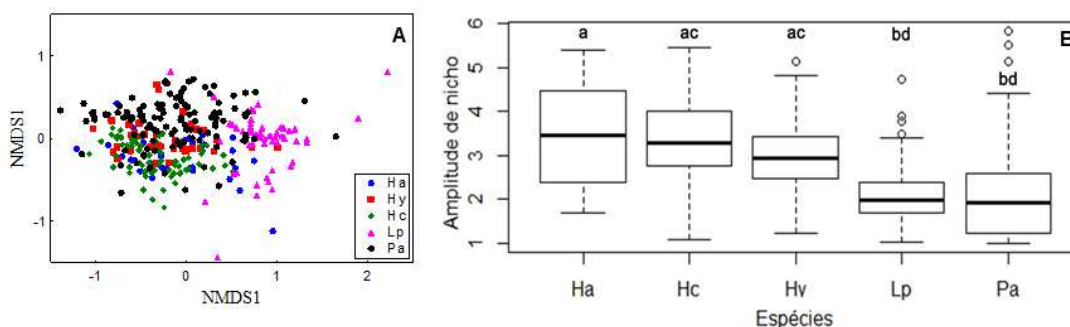 A
1
0
-1
NMDS1
-1
0
1
2
NMDS1
Ha
Hy
Hc
Lp
Pa
E
Amplitude de nicho
6
5
4
3
2
1
a
ac
ac
bd
bd
Ha
Hc
Hy
Lp
Pa
Espécies